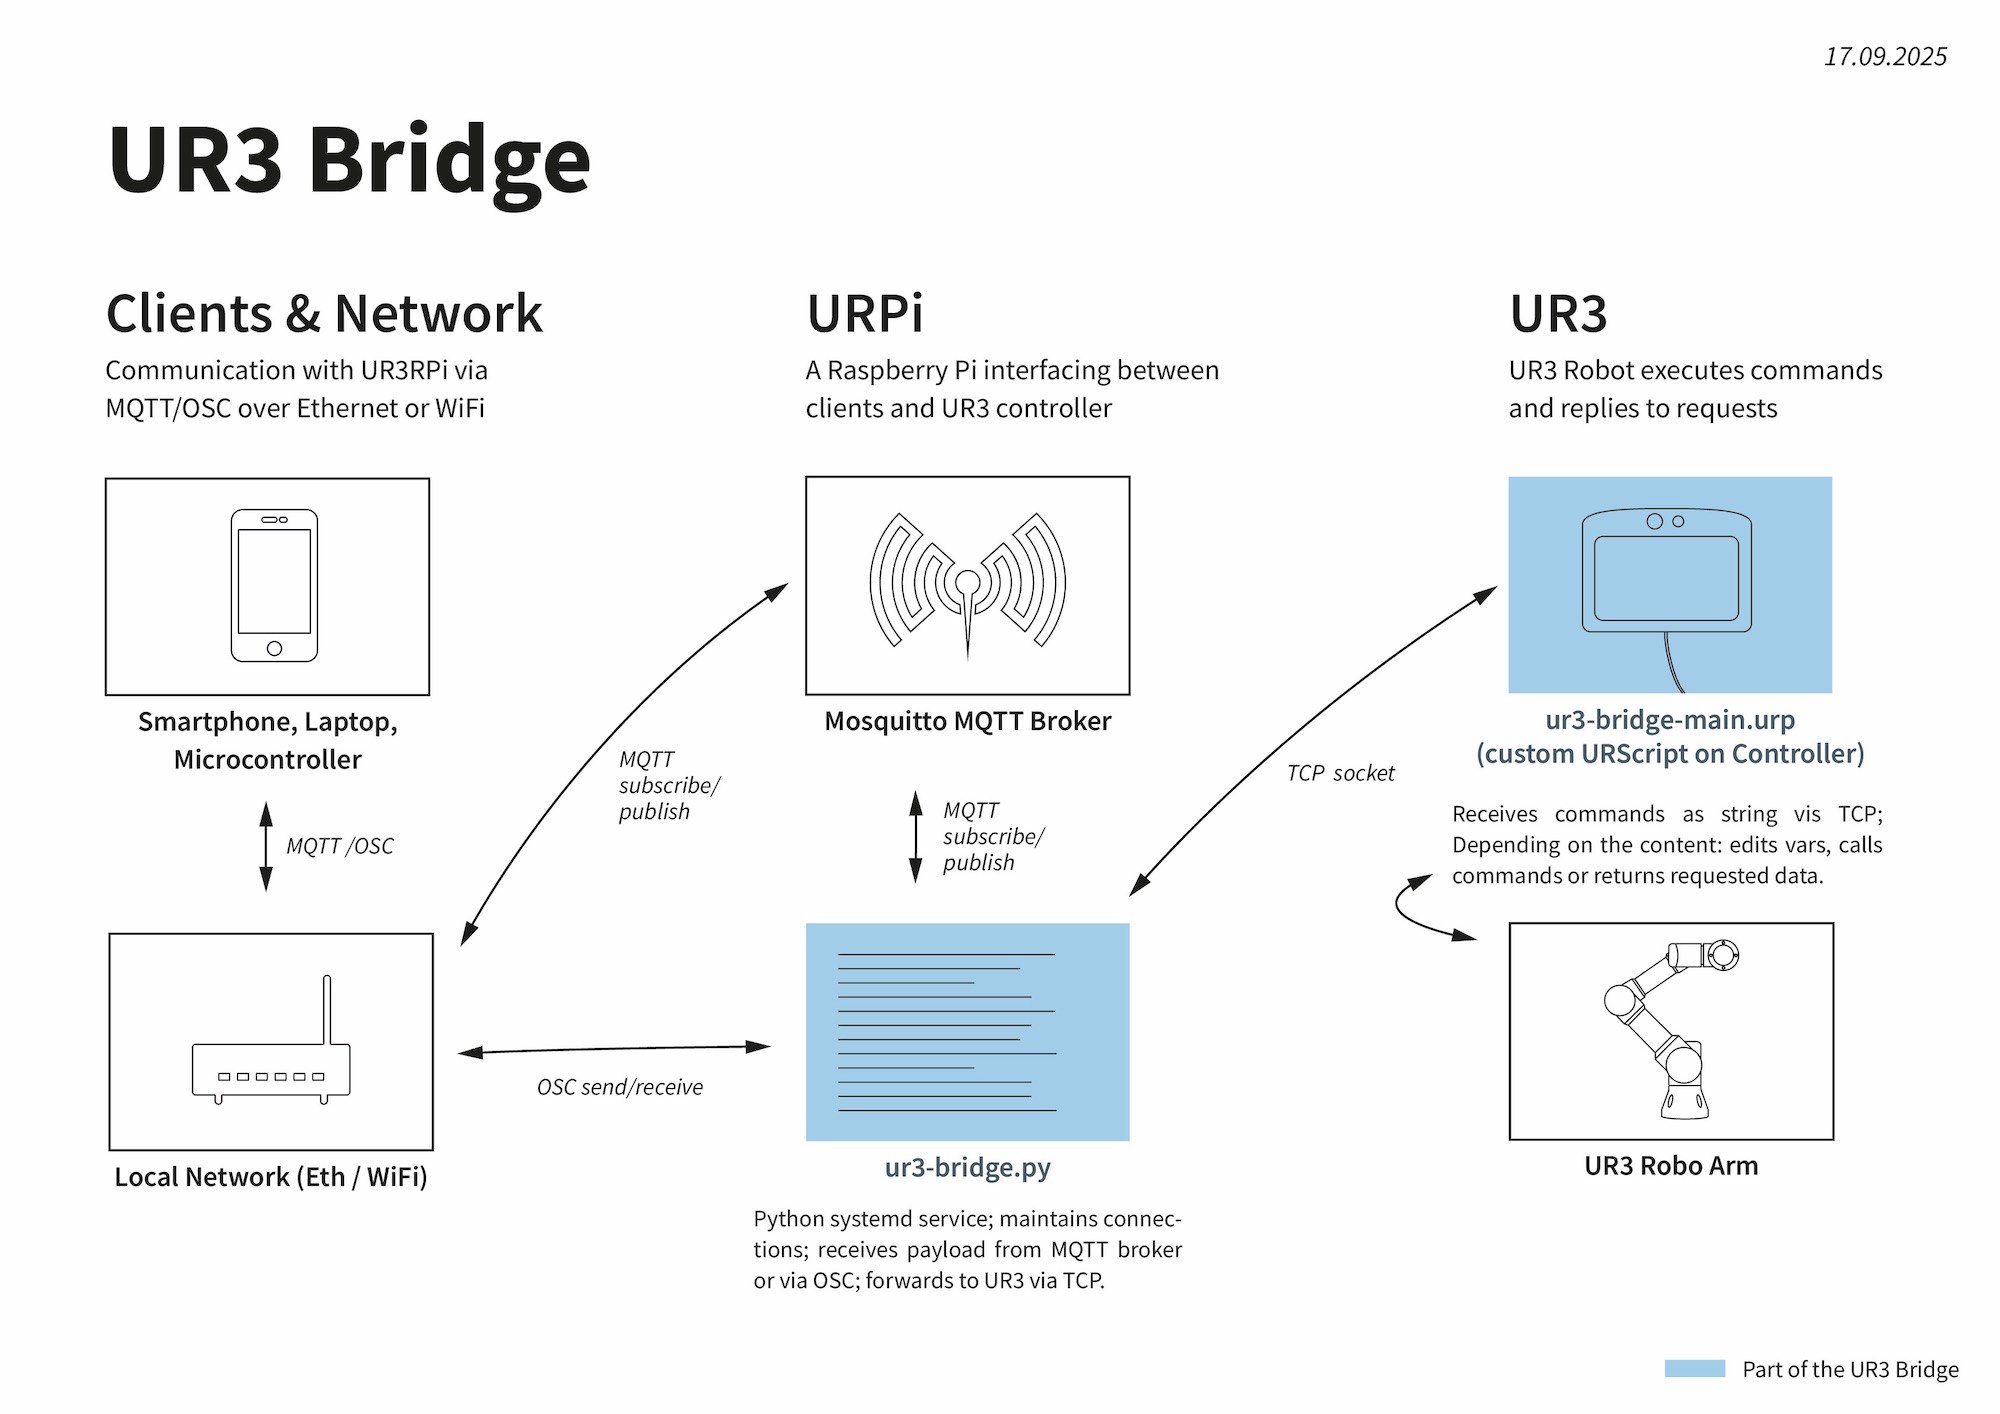 17.09.2025
UR3 Bridge
Clients & Network
Communication with UR3RPi via
MQTT/OSC over Ethernet or WiFi
Smartphone, Laptop,
Microcontroller
MQTT /OSC
Local Network (Eth / WiFi)
MQTT
subscribe/
publish
OSC send/receive
URPi
A Raspberry Pi interfacing between
clients and UR3 controller
Mosquitto MQTT Broker
MQTT
subscribe/
publish
ur3-bridge.py
Python systemd service; maintains connec-
tions; receives payload from MQTT broker
or via OSC; forwards to UR3 via TCP.
TCP socket
UR3
UR3 Robot executes commands
and replies to requests
ur3-bridge-main.urp
(custom URScript on Controller)
Receives commands as string vis TCP;
Depending on the content: edits vars, calls
commands or returns requested data.
UR3 Robo Arm
Part of the UR3 Bridge